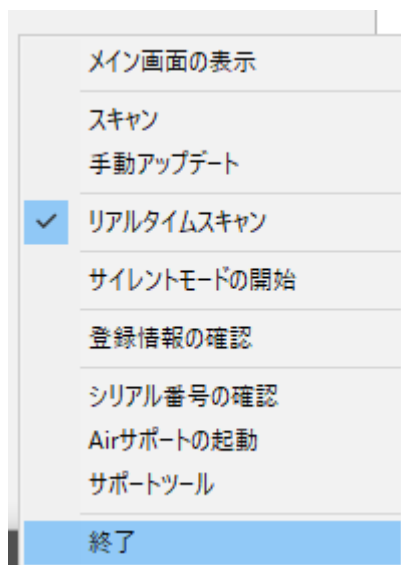 メイン画面の表示
スキャン
手動アップデート
リアルタイムスキャン
サイレントモードの開始
登録情報の確認
シリアル番号の確認
Airサポートの起動
サポートツール
終了